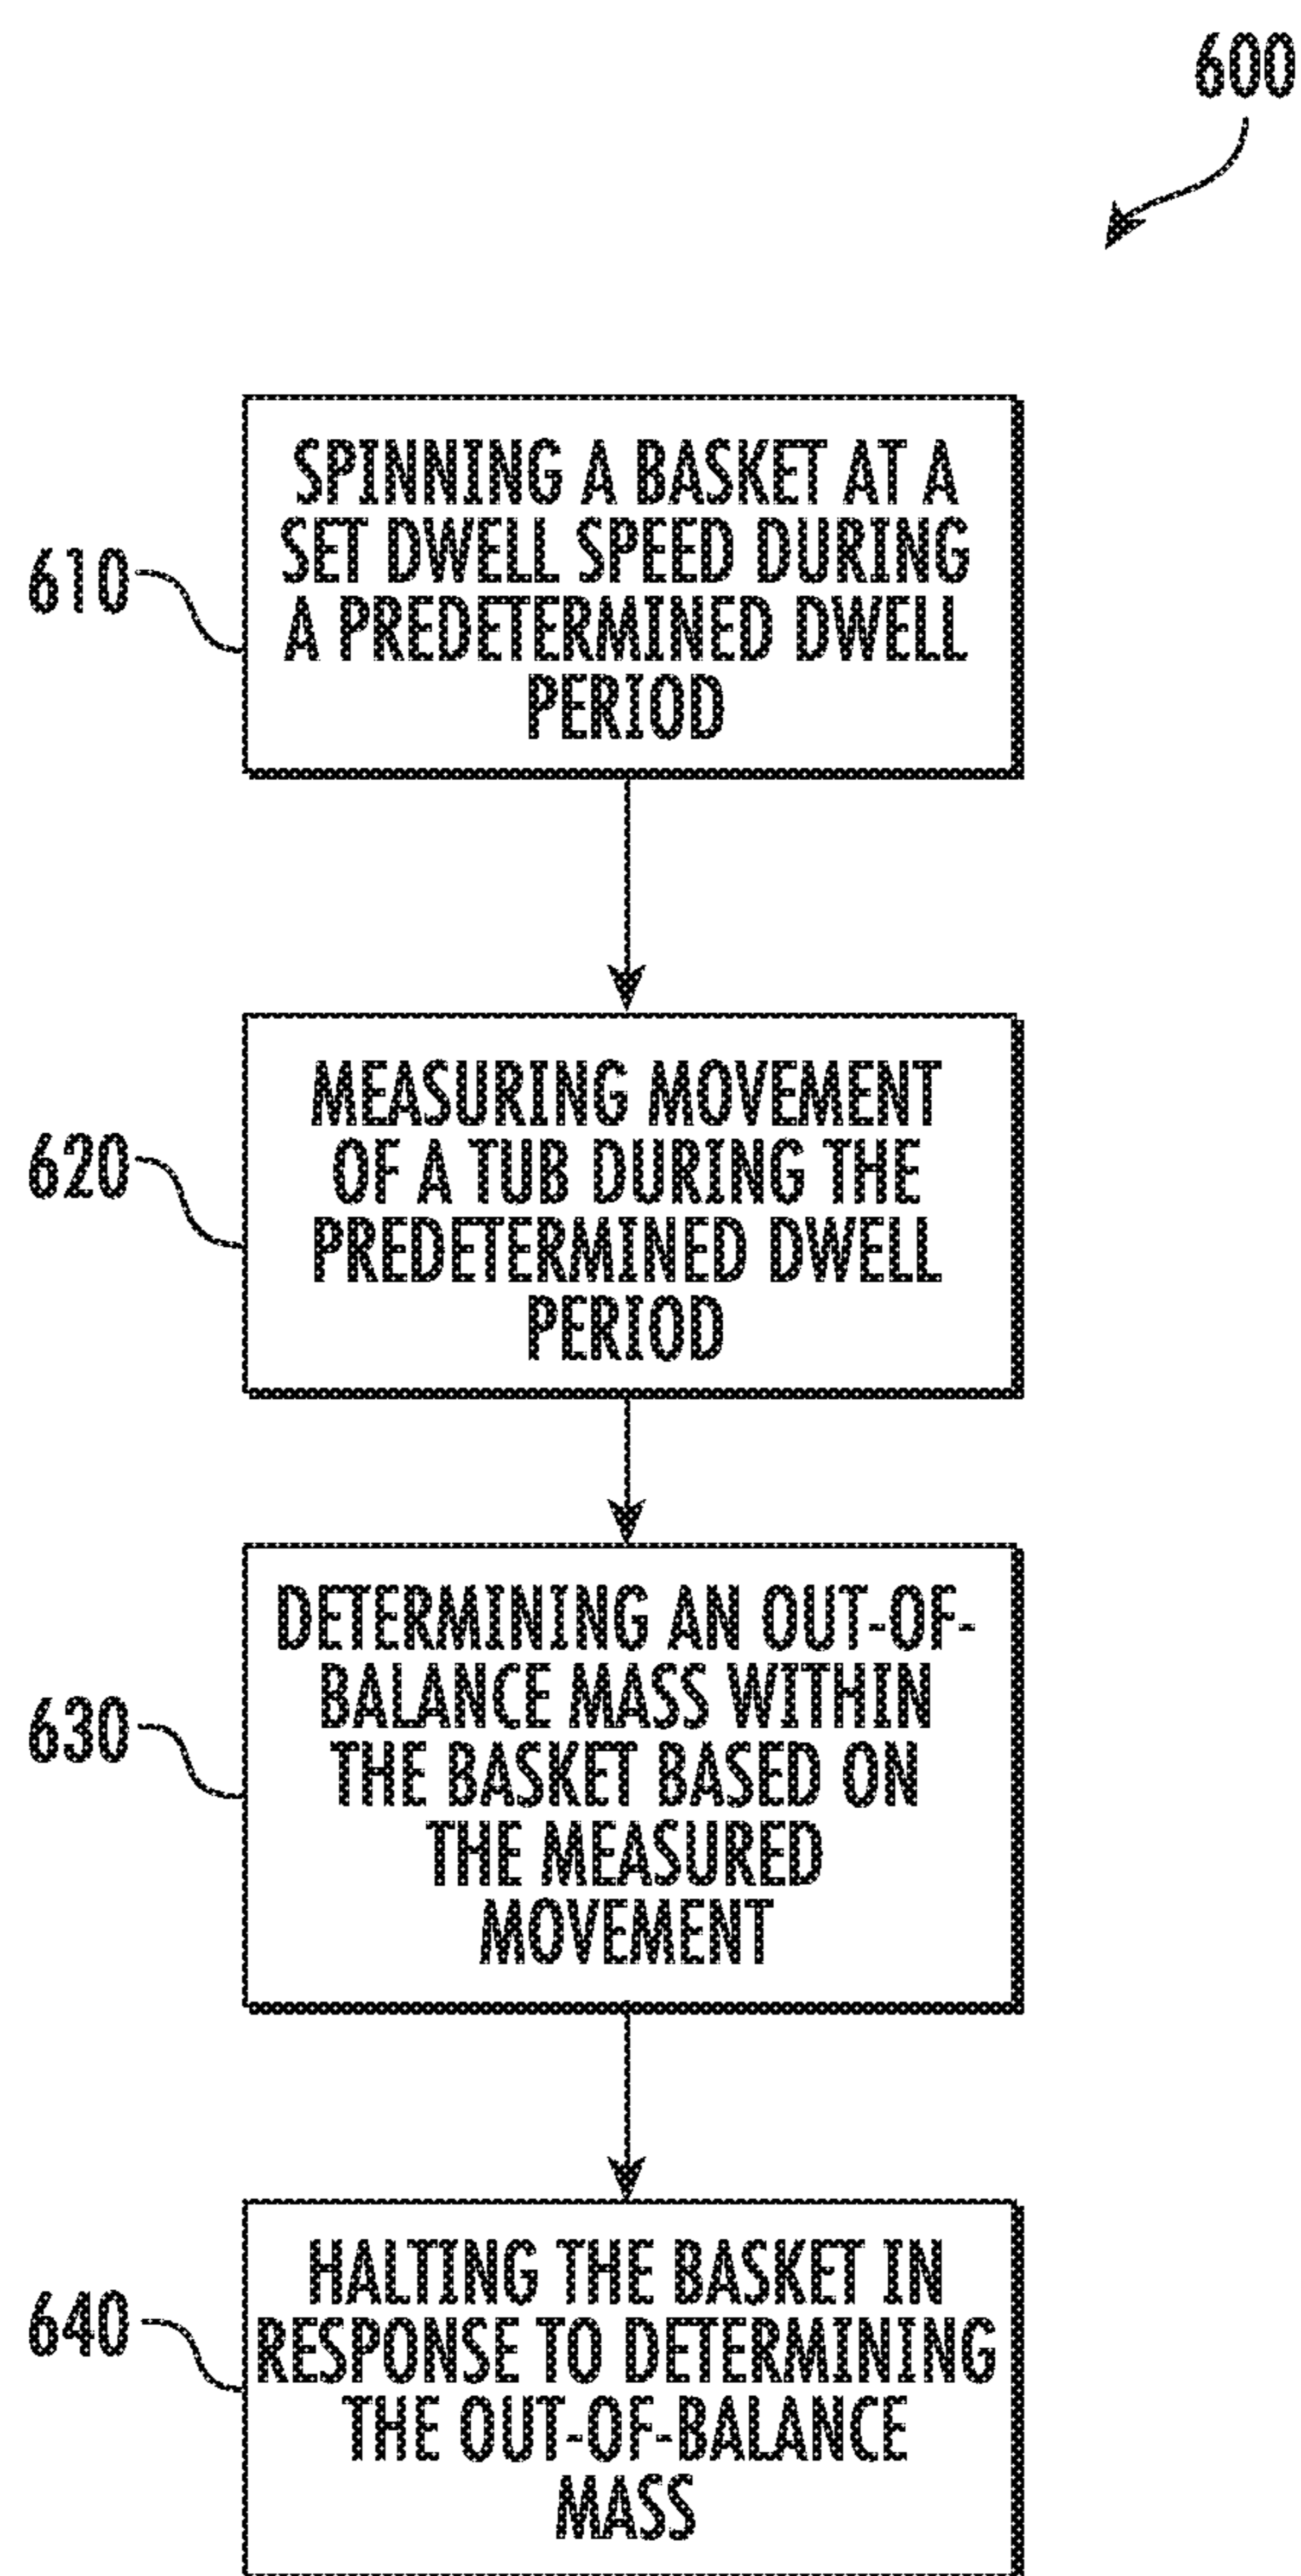 600
610
SPINNING A BASKET AT A
SET DWELL SPEED DURING
A PREDETERMINED DWELL
PERIOD
620
MEASURING MOVEMENT
OF A TUB DURING THE
PREDETERMINED DWELL
PERIOD
630
DETERMINING AN OUT-OF-
BALANCE MASS WITHIN
THE BASKET BASED ON
THE MEASURED
MOVEMENT
640
HALTING THE BASKET IN
RESPONSE TO DETERMINING
THE OUT-OF-BALANCE
MASS